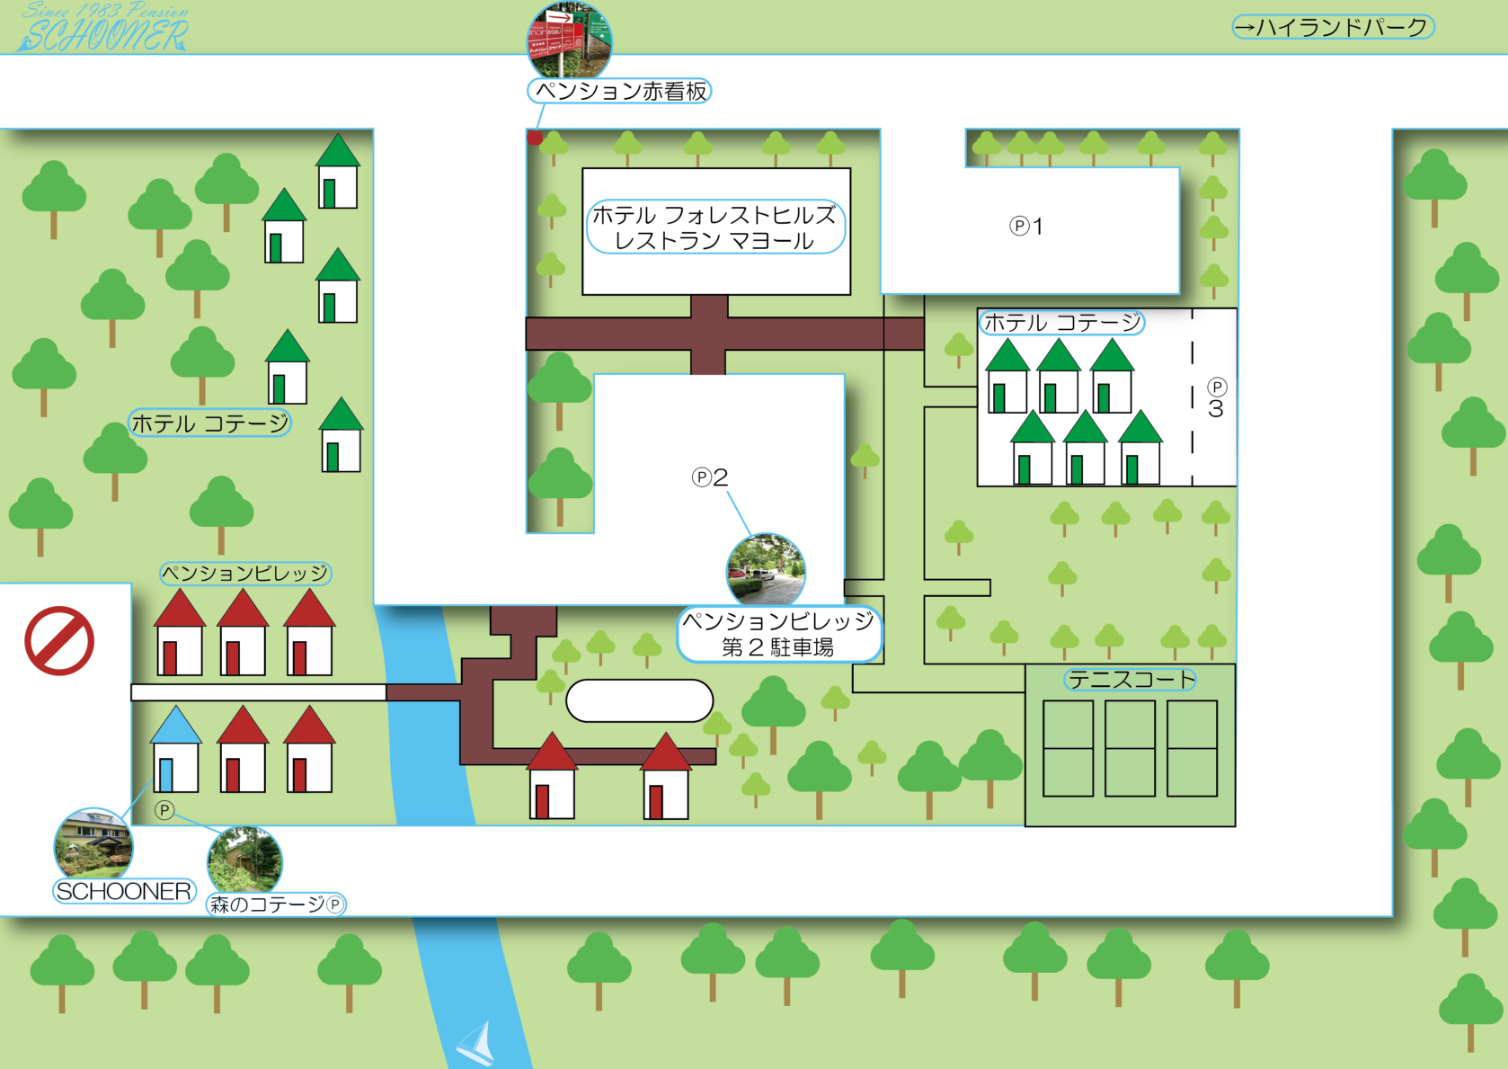 Since 1983 Pension
SCHOONER
→ハイランドパーク
ペンション赤看板
ホテル フォレストヒルズ
レストラン マヨール
Ⓟ1
ホテル コテージ
Ⓟ
3
ホテル コテージ
Ⓟ2
ペンションビレッジ
ペンションビレッジ
第2駐車場
テニスコート
Ⓟ
SCHOONER
森のコテージⓅ